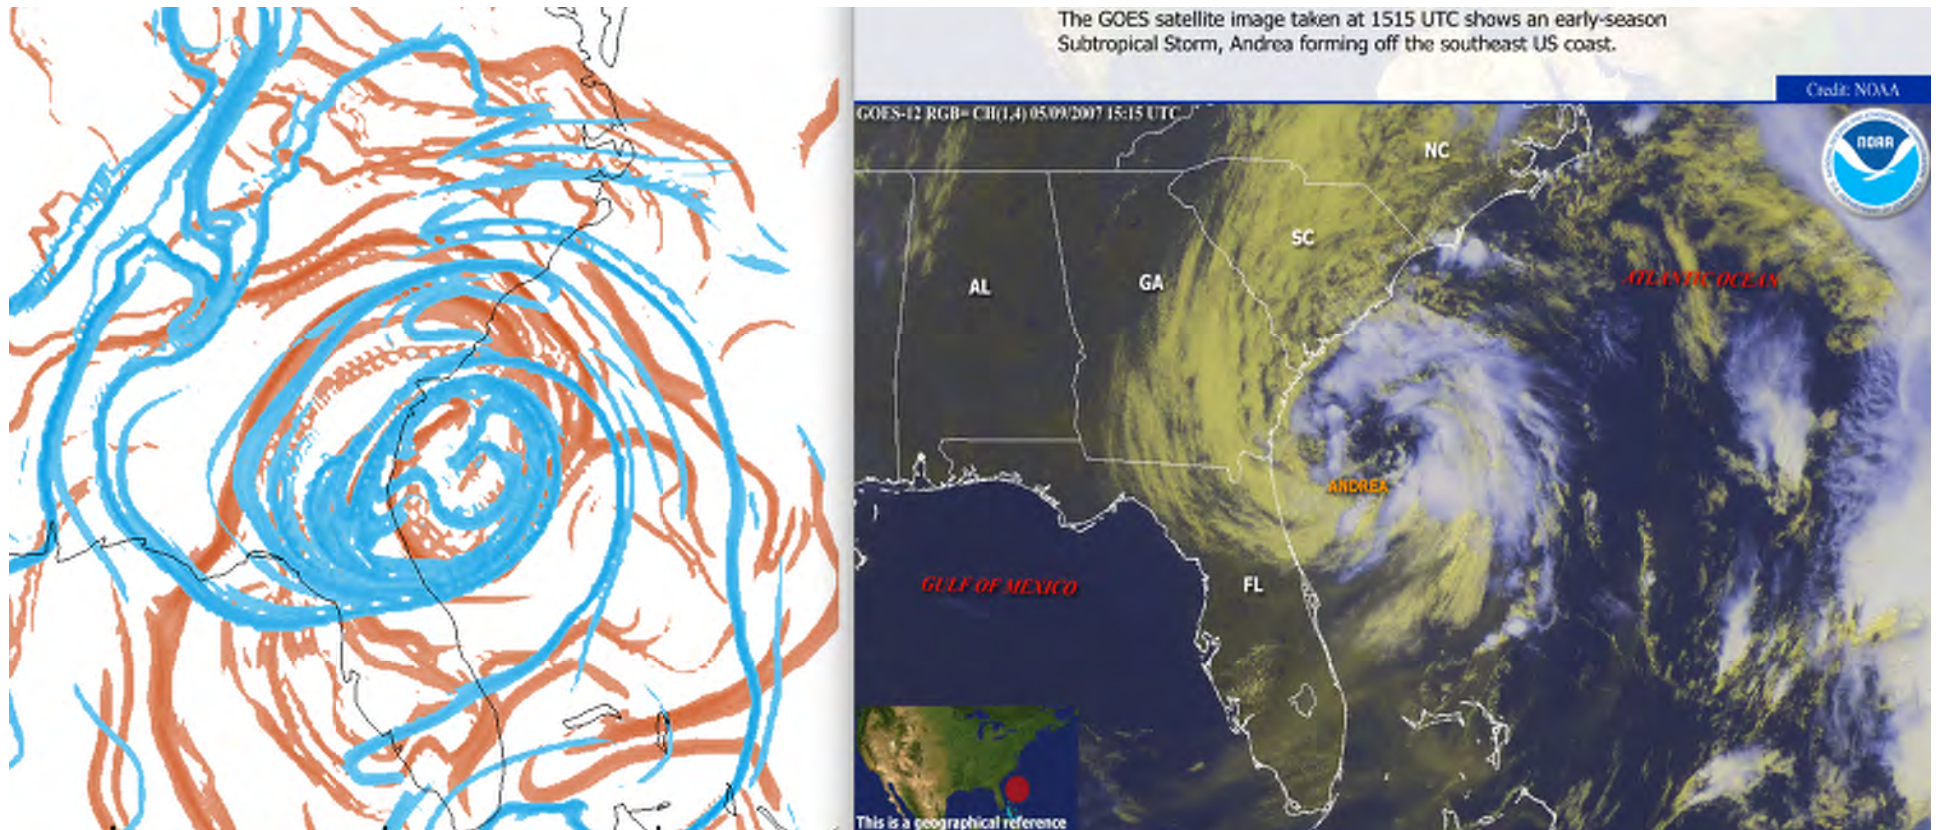 The GOES satellite image taken at 1515 UTC shows an early-season
Subtropical Storm, Andrea forming off the southeast US coast.
Credit: NOAA
GOES-12 RGB= CH(1,4) 05/09/2007 15:15 UTC
NOAA
NC
SC
ATLANTIC OCEAN
AL
GA
ANDREA
GULF OF MEXICO
FL
This is a geographical reference